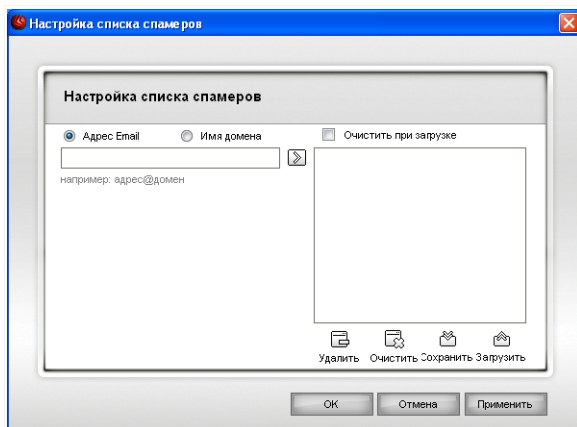 Настройка списка спамеров
Настройка списка спамеров
Адрес Email
Имя домена
Очистить при загрузке
например: адрес@домен
Удалить Очистить Сохранить Загрузить
OK Отмена Применить